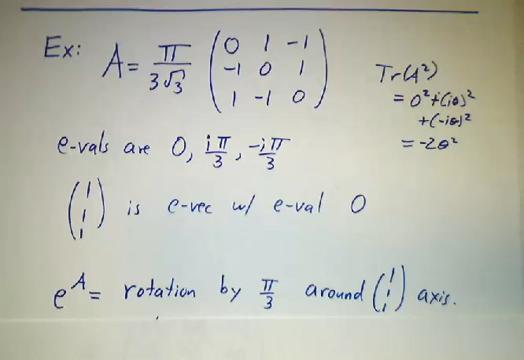 Ex: A = π/(3√3) (0 1 -1; -1 0 1; 1 -1 0)
Tr(A²)
= 0² + (iθ)²
+ (-iθ)²
= -2θ²
e-vals are 0, iπ/3, -iπ/3
(1; 1; 1) is e-vec w/ e-val 0
e^A = rotation by π/3 around (1; 1; 1) axis.